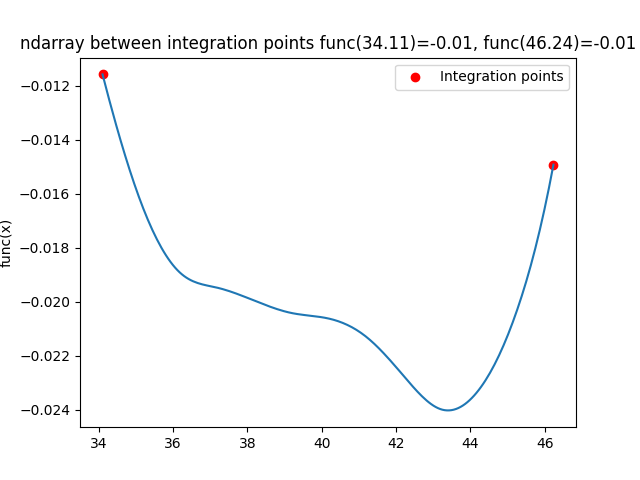 ndarray between integration points func(34.11)=-0.01, func(46.24)=-0.01
Integration points
func(x)
−0.012
−0.014
−0.016
−0.018
−0.020
−0.022
−0.024
34 36 38 40 42 44 46